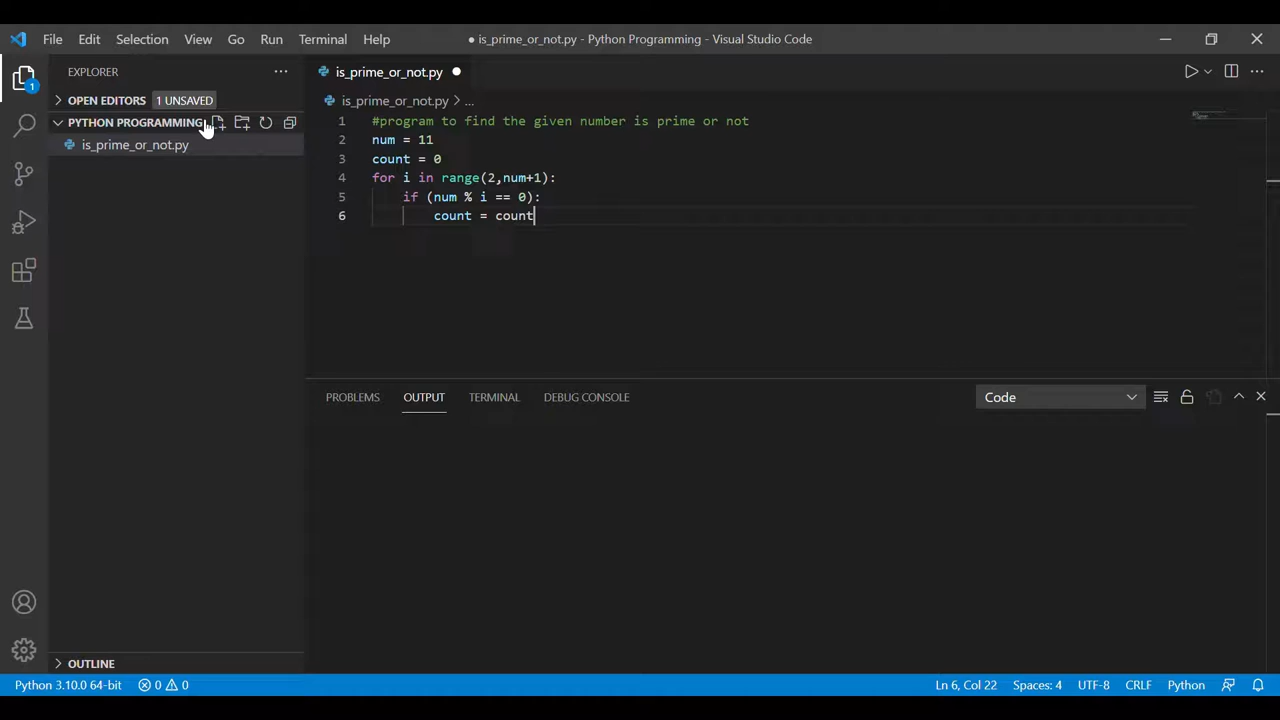 File Edit Selection View Go Run Terminal Help
● is_prime_or_not.py - Python Programming - Visual Studio Code
EXPLORER
OPEN EDITORS 1 UNSAVED
PYTHON PROGRAMMING
is_prime_or_not.py
OUTLINE
is_prime_or_not.py
is_prime_or_not.py > ...
1 #program to find the given number is prime or not
2 num = 11
3 count = 0
4 for i in range(2,num+1):
5 if (num % i == 0):
6 count = count
PROBLEMS OUTPUT TERMINAL DEBUG CONSOLE
Code
1
Python 3.10.0 64-bit 0 0 Ln 6, Col 22 Spaces: 4 UTF-8 CRLF Python